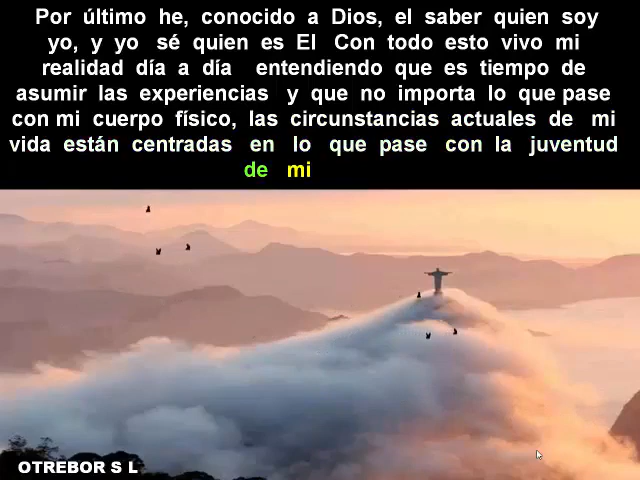 Por último he, conocido a Dios, el saber quien soy
yo, y yo sé quien es El Con todo esto vivo mi
realidad día a día entendiendo que es tiempo de
asumir las experiencias y que no importa lo que pase
con mi cuerpo físico, las circunstancias actuales de mi
vida están centradas en lo que pase con la juventud
de mi
OTREBOR S L